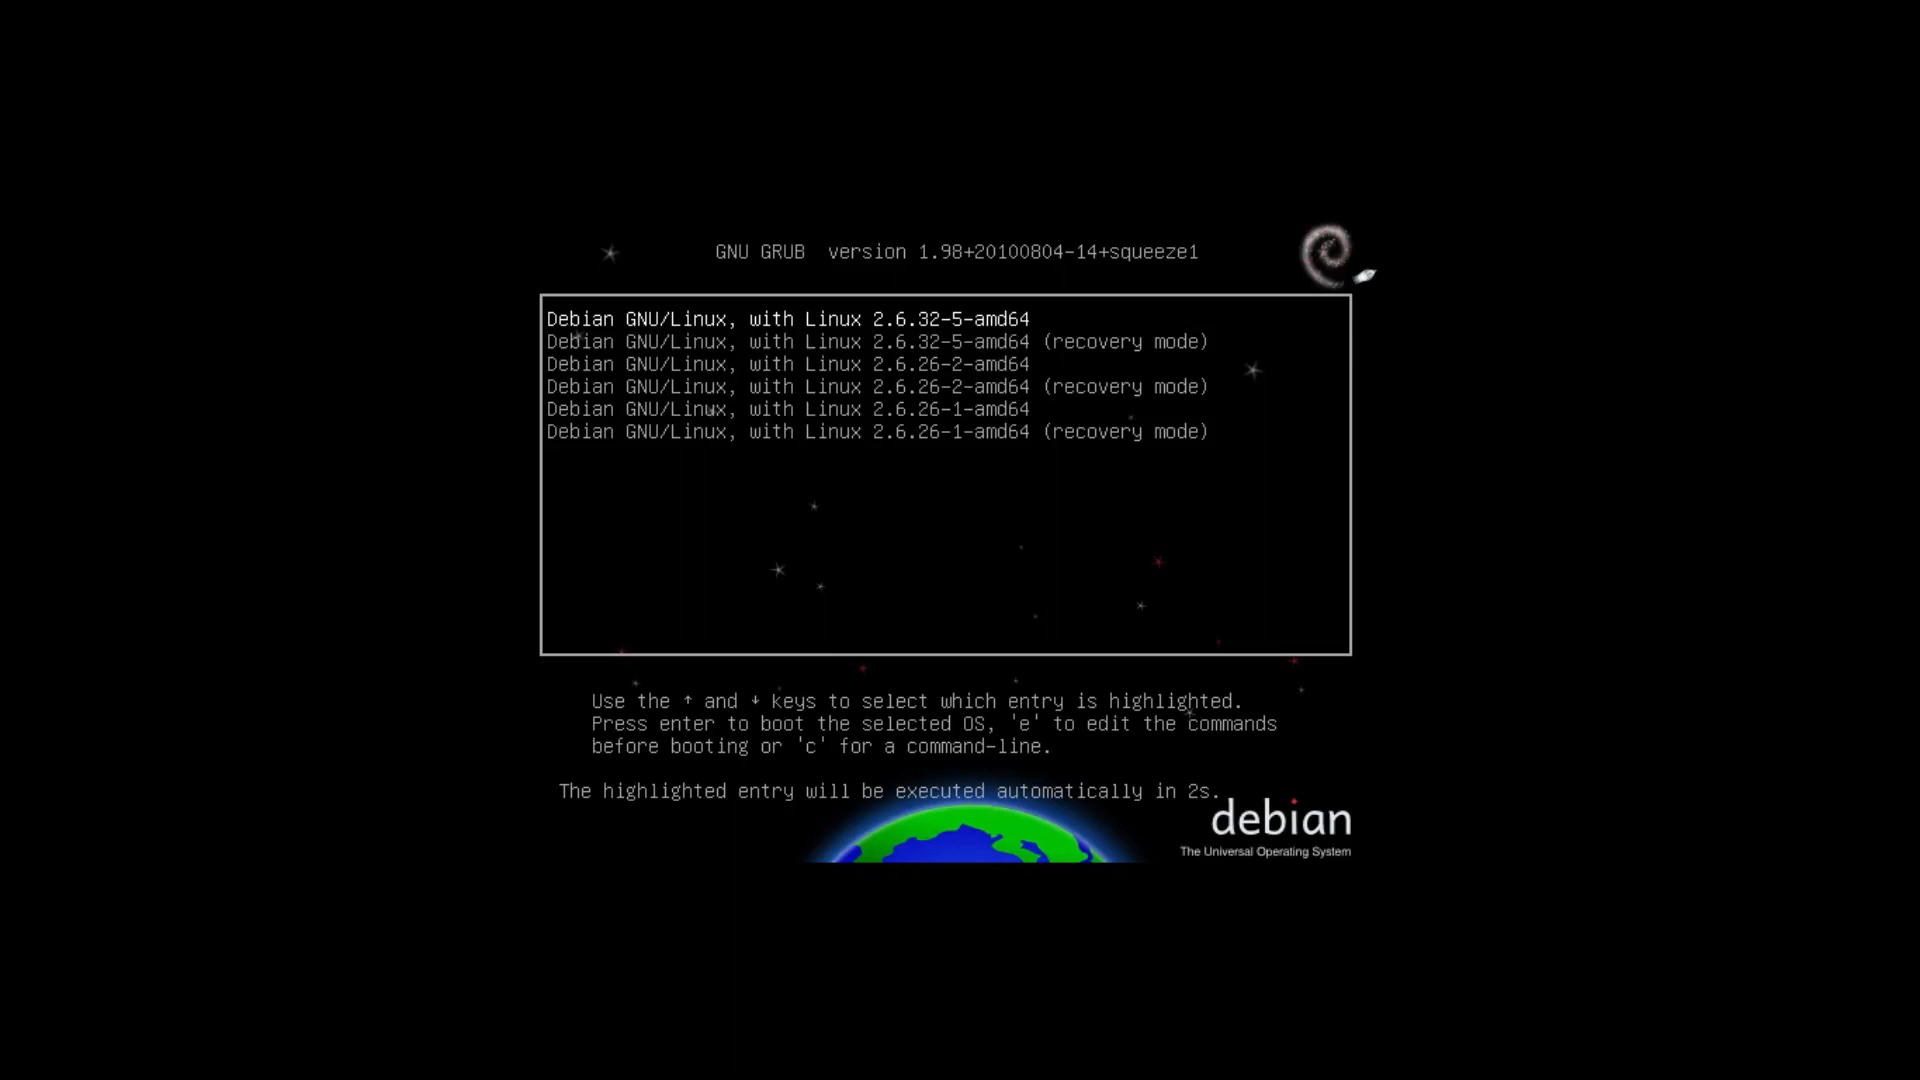 GNU GRUB  version 1.98+20100804-14+squeeze1
Debian GNU/Linux, with Linux 2.6.32-5-amd64
Debian GNU/Linux, with Linux 2.6.32-5-amd64 (recovery mode)
Debian GNU/Linux, with Linux 2.6.26-2-amd64
Debian GNU/Linux, with Linux 2.6.26-2-amd64 (recovery mode)
Debian GNU/Linux, with Linux 2.6.26-1-amd64
Debian GNU/Linux, with Linux 2.6.26-1-amd64 (recovery mode)
Use the ↑ and ↓ keys to select which entry is highlighted.
Press enter to boot the selected OS, 'e' to edit the commands
before booting or 'c' for a command-line.
The highlighted entry will be executed automatically in 2s.
debian
The Universal Operating System